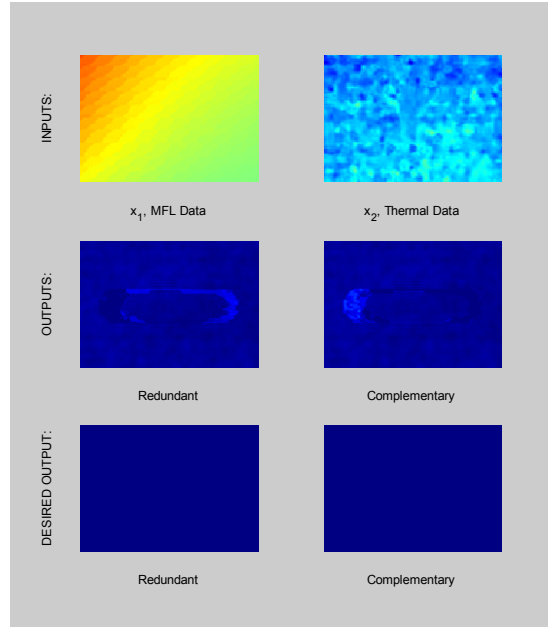 INPUTS:
x1, MFL Data
x2, Thermal Data
OUTPUTS:
Redundant
Complementary
DESIRED OUTPUT:
Redundant
Complementary